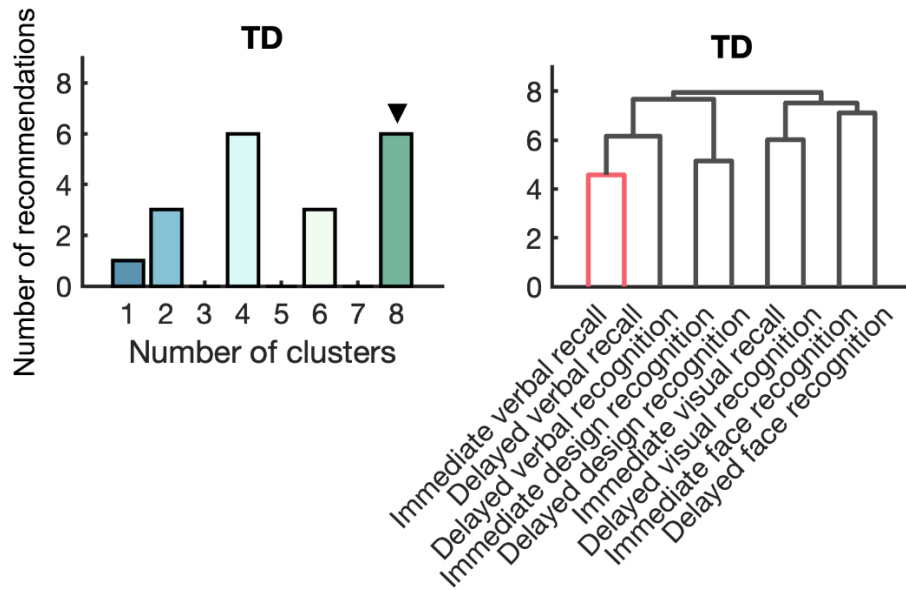 TD
Number of recommendations
8
6
4
2
0
1 2 3 4 5 6 7 8
Number of clusters
TD
8
6
4
2
0
Immediate verbal recall
Delayed verbal recall
Delayed verbal recognition
Immediate design recognition
Delayed design recognition
Immediate visual recall
Delayed visual recognition
Immediate face recognition
Delayed face recognition